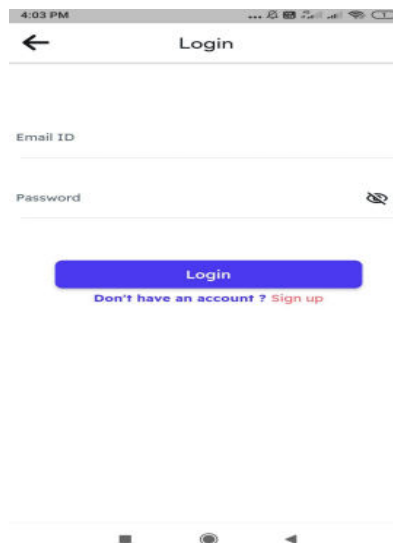 4:03 PM
Login
Email ID
Password
Login
Don't have an account ? Sign up